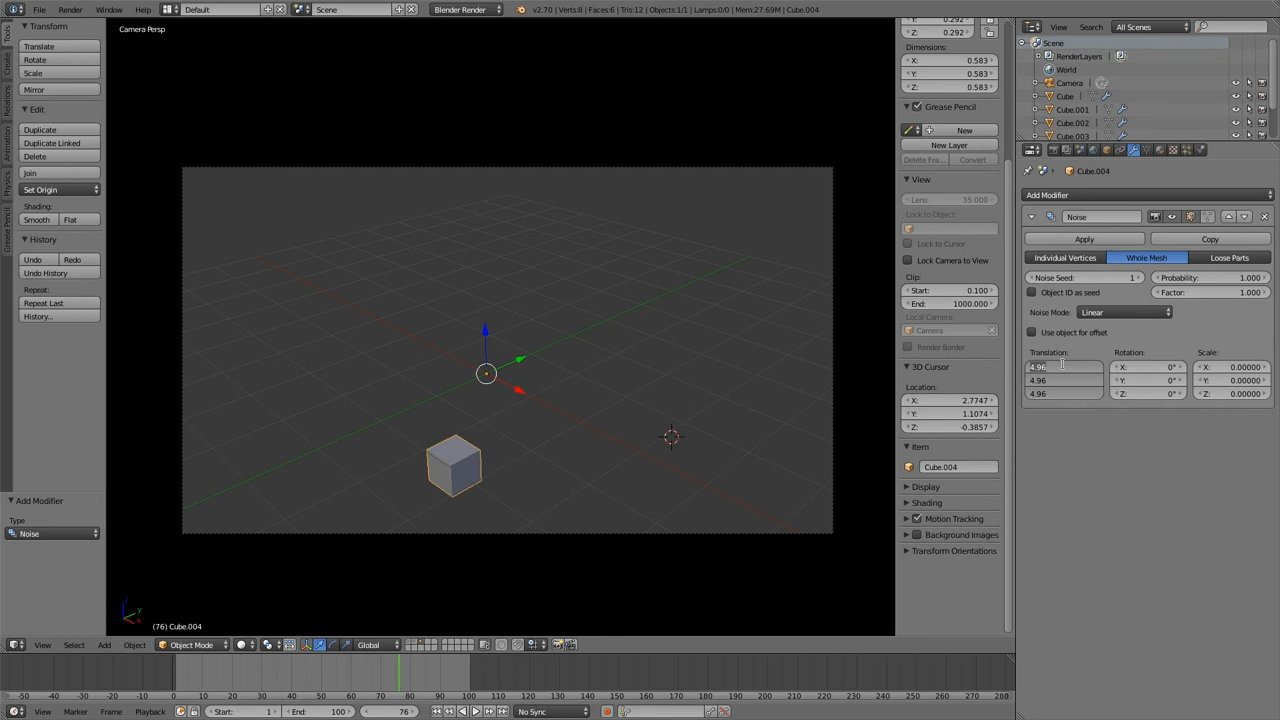 File Render Window Help Default Scene Blender Render v2.70 | Verts:8 | Faces:6 | Tris:12 | Objects:1/1 | Lamps:0/0 | Mem:27.69M | Cube.004
Tools
Create
Relations
Animation
Physics
Grease Pencil
Transform
Translate
Rotate
Scale
Mirror
Edit
Duplicate
Duplicate Linked
Delete
Join
Set Origin
Shading:
Smooth Flat
History
Undo Redo
Undo History
Repeat:
Repeat Last
History...
Add Modifier
Type
Noise
Camera Persp
(76) Cube.004
Y: 0.292
Z: 0.292
Dimensions:
X: 0.583
Y: 0.583
Z: 0.583
Grease Pencil
New
New Layer
Delete Fra... Convert
View
Lens: 35.000
Lock to Object:
Lock to Cursor
Lock Camera to View
Clip:
Start: 0.100
End: 1000.000
Local Camera:
Camera
Render Border
3D Cursor
Location:
X: 2.7747
Y: 1.1074
Z: -0.3857
Item
Cube.004
Display
Shading
Motion Tracking
Background Images
Transform Orientations
View Search All Scenes
Scene
RenderLayers
World
Camera
Cube
Cube.001
Cube.002
Cube.003
Cube.004
Add Modifier
Noise
Apply Copy
Individual Vertices Whole Mesh Loose Parts
Noise Seed: 1 Probability: 1.000
Object ID as seed Factor: 1.000
Noise Mode: Linear
Use object for offset
Translation: Rotation: Scale:
4.96 X: 0° X: 0.00000
4.96 Y: 0° Y: 0.00000
4.96 Z: 0° Z: 0.00000
View Select Add Object Object Mode Global
-50 -40 -30 -20 -10 0 10 20 30 40 50 60 70 80 90 100 110 120 130 140 150 160 170 180 190 200 210 220 230 240 250 260 270 280
View Marker Frame Playback Start: 1 End: 100 76 No Sync